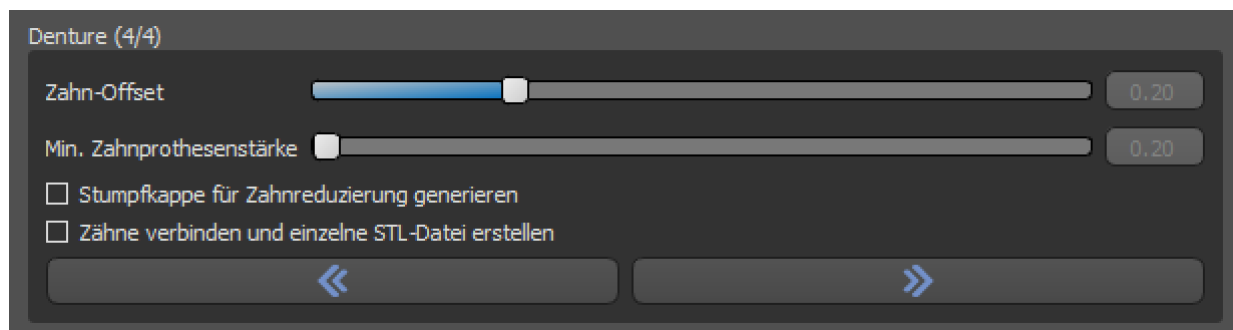 Denture (4/4)
Zahn-Offset 0.20
Min. Zahnprothesenstärke 0.20
Stumpfkappe für Zahnreduzierung generieren
Zähne verbinden und einzelne STL-Datei erstellen